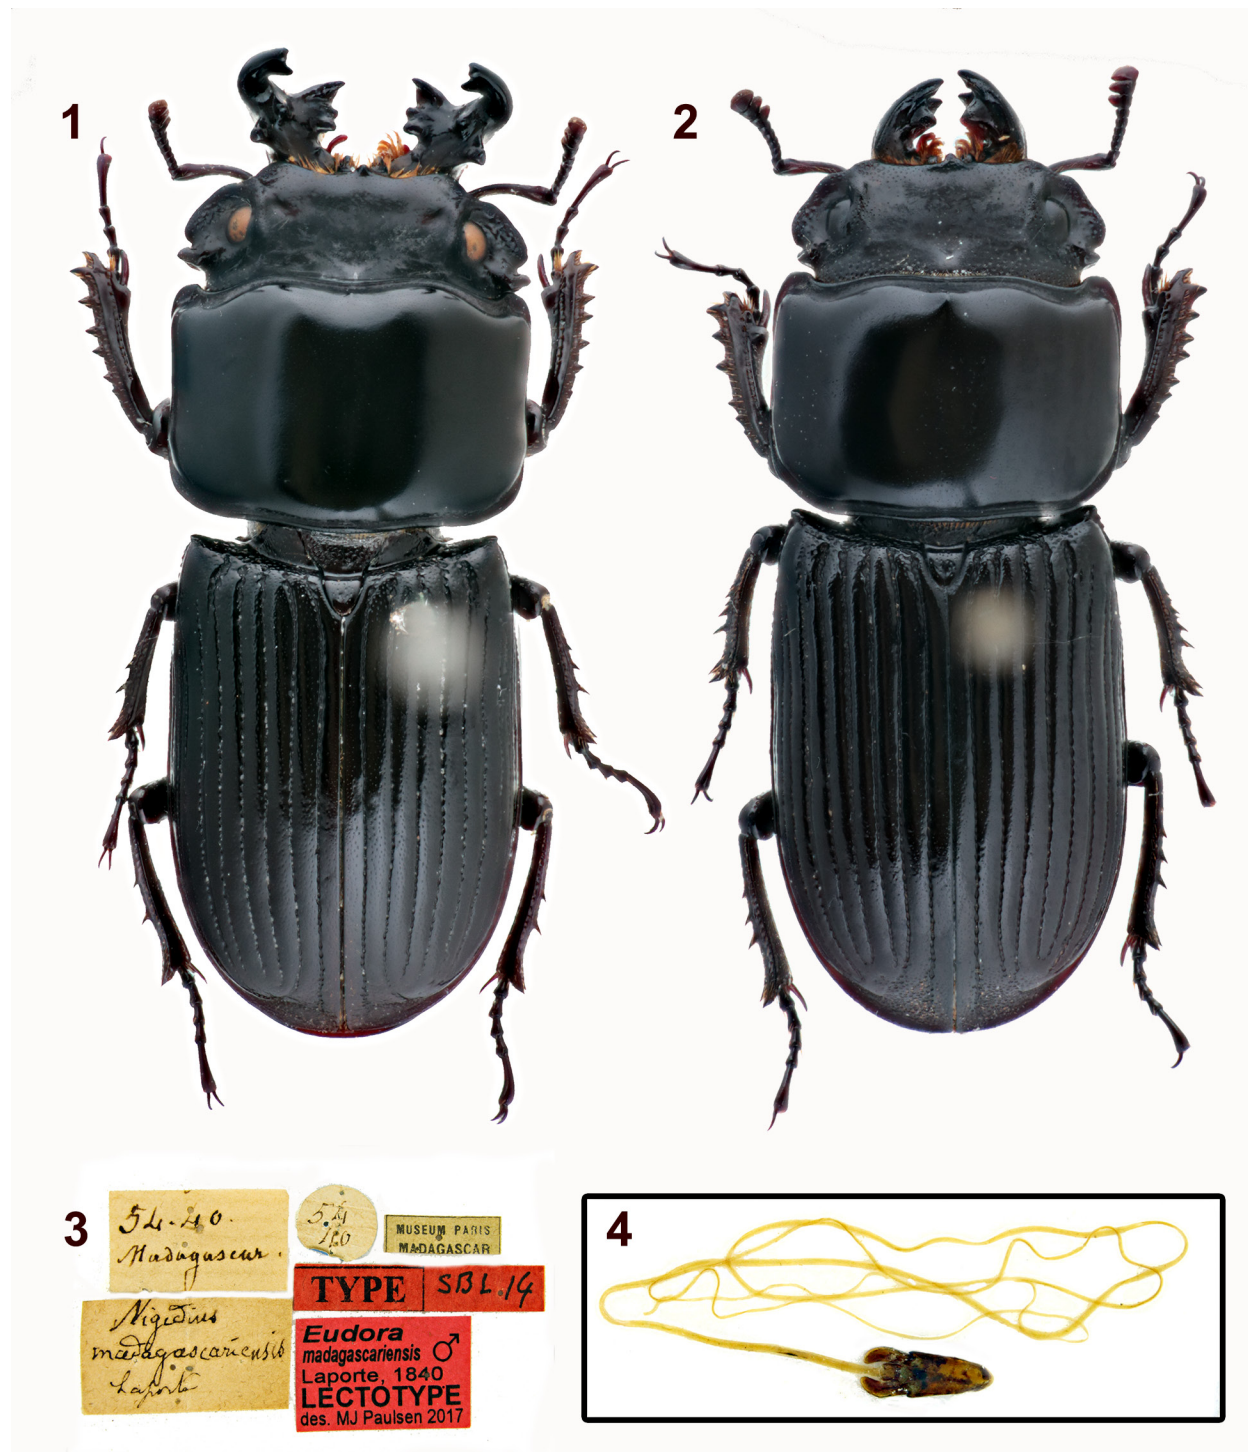 1
2
3
54.40.
Madagascar.
54
40
MUSEUM PARIS
MADAGASCAR
TYPE SBL.14
Nigidius
madagascariensis
Laporte
Eudora
madagascariensis ♂
Laporte, 1840
LECTOTYPE
des. MJ Paulsen 2017
4